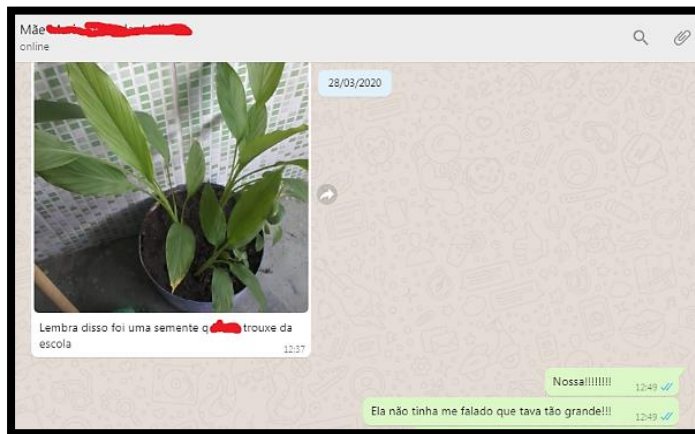 Mãe
online
28/03/2020
Lembra disso foi uma semente q trouxe da
escola
12:37
Nossa!!!!!!!!
12:49
Ela não tinha me falado que tava tão grande!!!
12:49